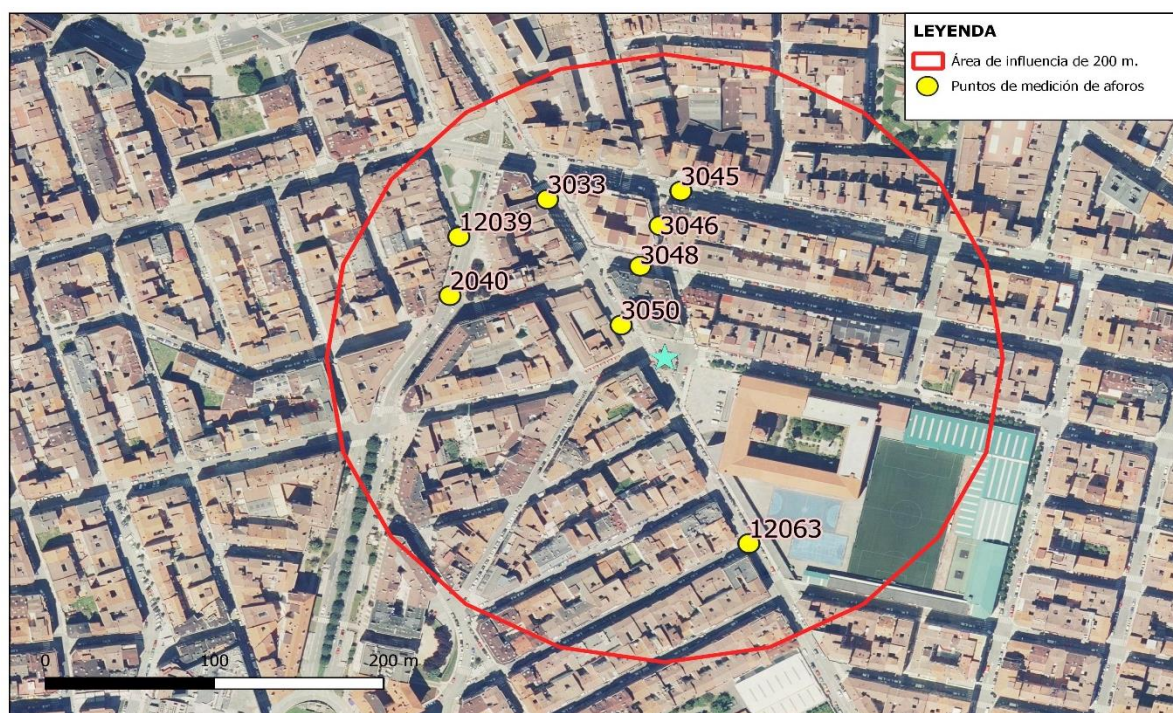 LEYENDA
Área de influencia de 200 m.
Puntos de medición de aforos
3045
3033
3046
12039
3048
2040
3050
12063
0 100 200 m